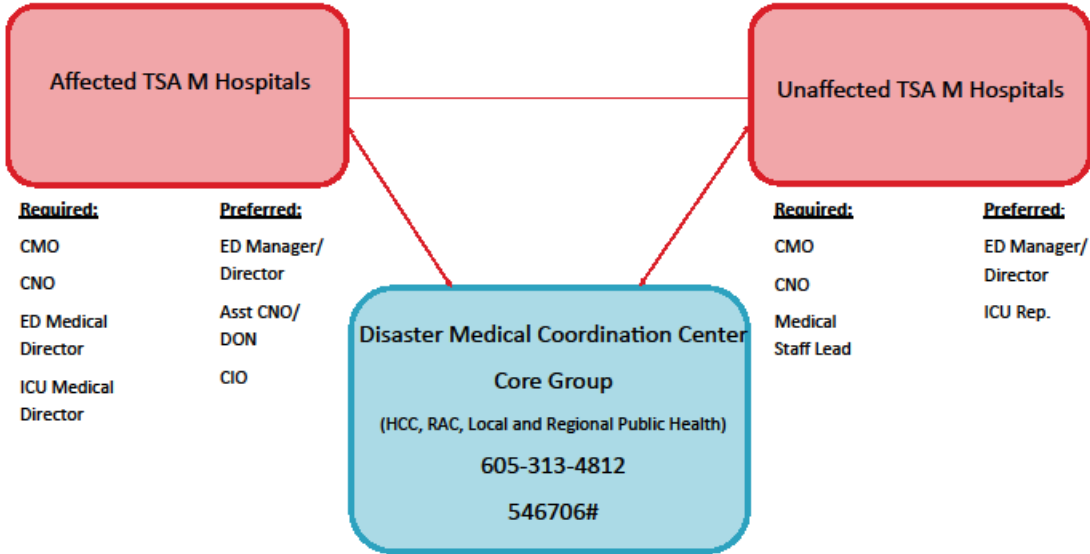 Affected TSA M Hospitals
Unaffected TSA M Hospitals
Required:
CMO
CNO
ED Medical
Director
ICU Medical
Director
Preferred:
ED Manager/
Director
Asst CNO/
DON
CIO
Required:
CMO
CNO
Medical
Staff Lead
Preferred:
ED Manager/
Director
ICU Rep.
Disaster Medical Coordination Center
Core Group
(HCC, RAC, Local and Regional Public Health)
605-313-4812
546706#